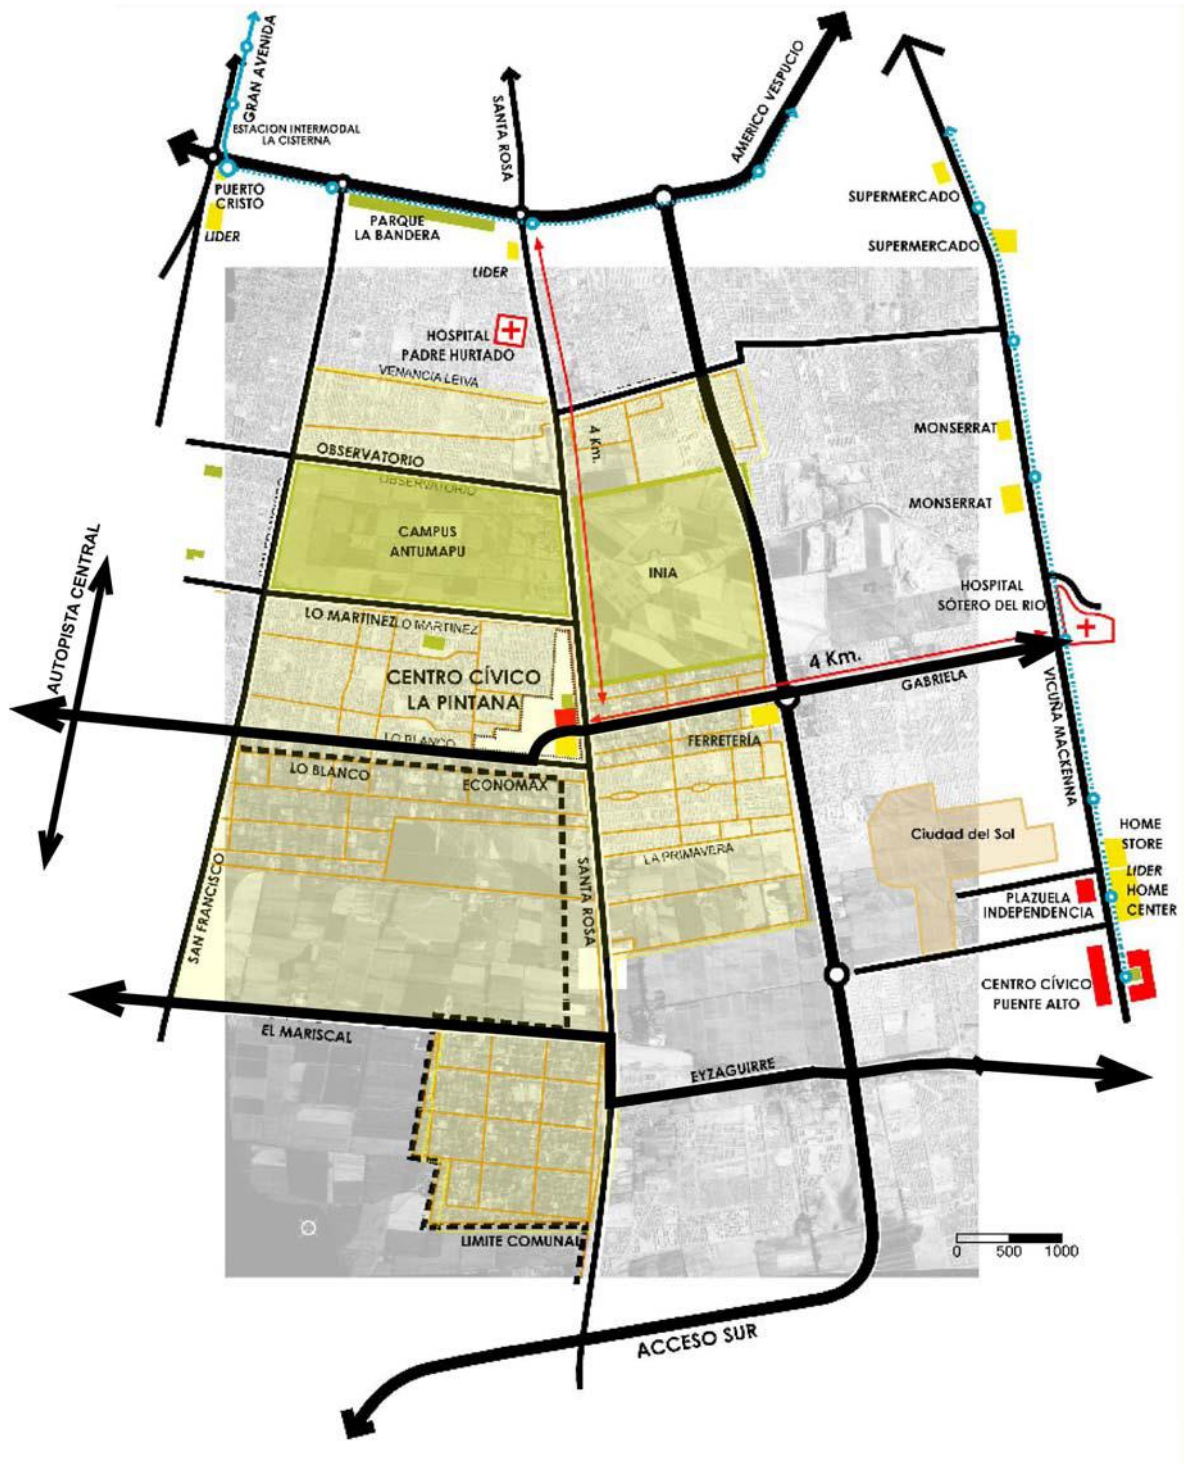 GRAN AVENIDA
ESTACION INTERMODAL
LA CISTERNA
SANTA ROSA
AMERICO VESPUCIO
PUERTO
CRISTO
LIDER
PARQUE
LA BANDERA
LIDER
SUPERMERCADO
SUPERMERCADO
HOSPITAL
PADRE HURTADO
VENANCIA LEIVA
4 Km.
MONSERRAT
OBSERVATORIO
OBSERVATORIO
CAMPUS
ANTUMAPU
INIA
MONSERRAT
AUTOPISTA CENTRAL
HOSPITAL
SÓTERO DEL RIO
LO MARTINEZ
LO MARTINEZ
CENTRO CÍVICO
LA PINTANA
4 Km.
GABRIELA
VICUÑA MACKENNA
LO BLANCO
FERRETERÍA
LO BLANCO
ECONOMAX
HOME
STORE
LIDER
HOME
CENTER
Ciudad del Sol
LA PRIMAVERA
SAN FRANCISCO
SANTA ROSA
PLAZUELA
INDEPENDENCIA
CENTRO CÍVICO
PUENTE ALTO
EL MARISCAL
EYZAGUIRRE
LIMITE COMUNAL
0 500 1000
ACCESO SUR